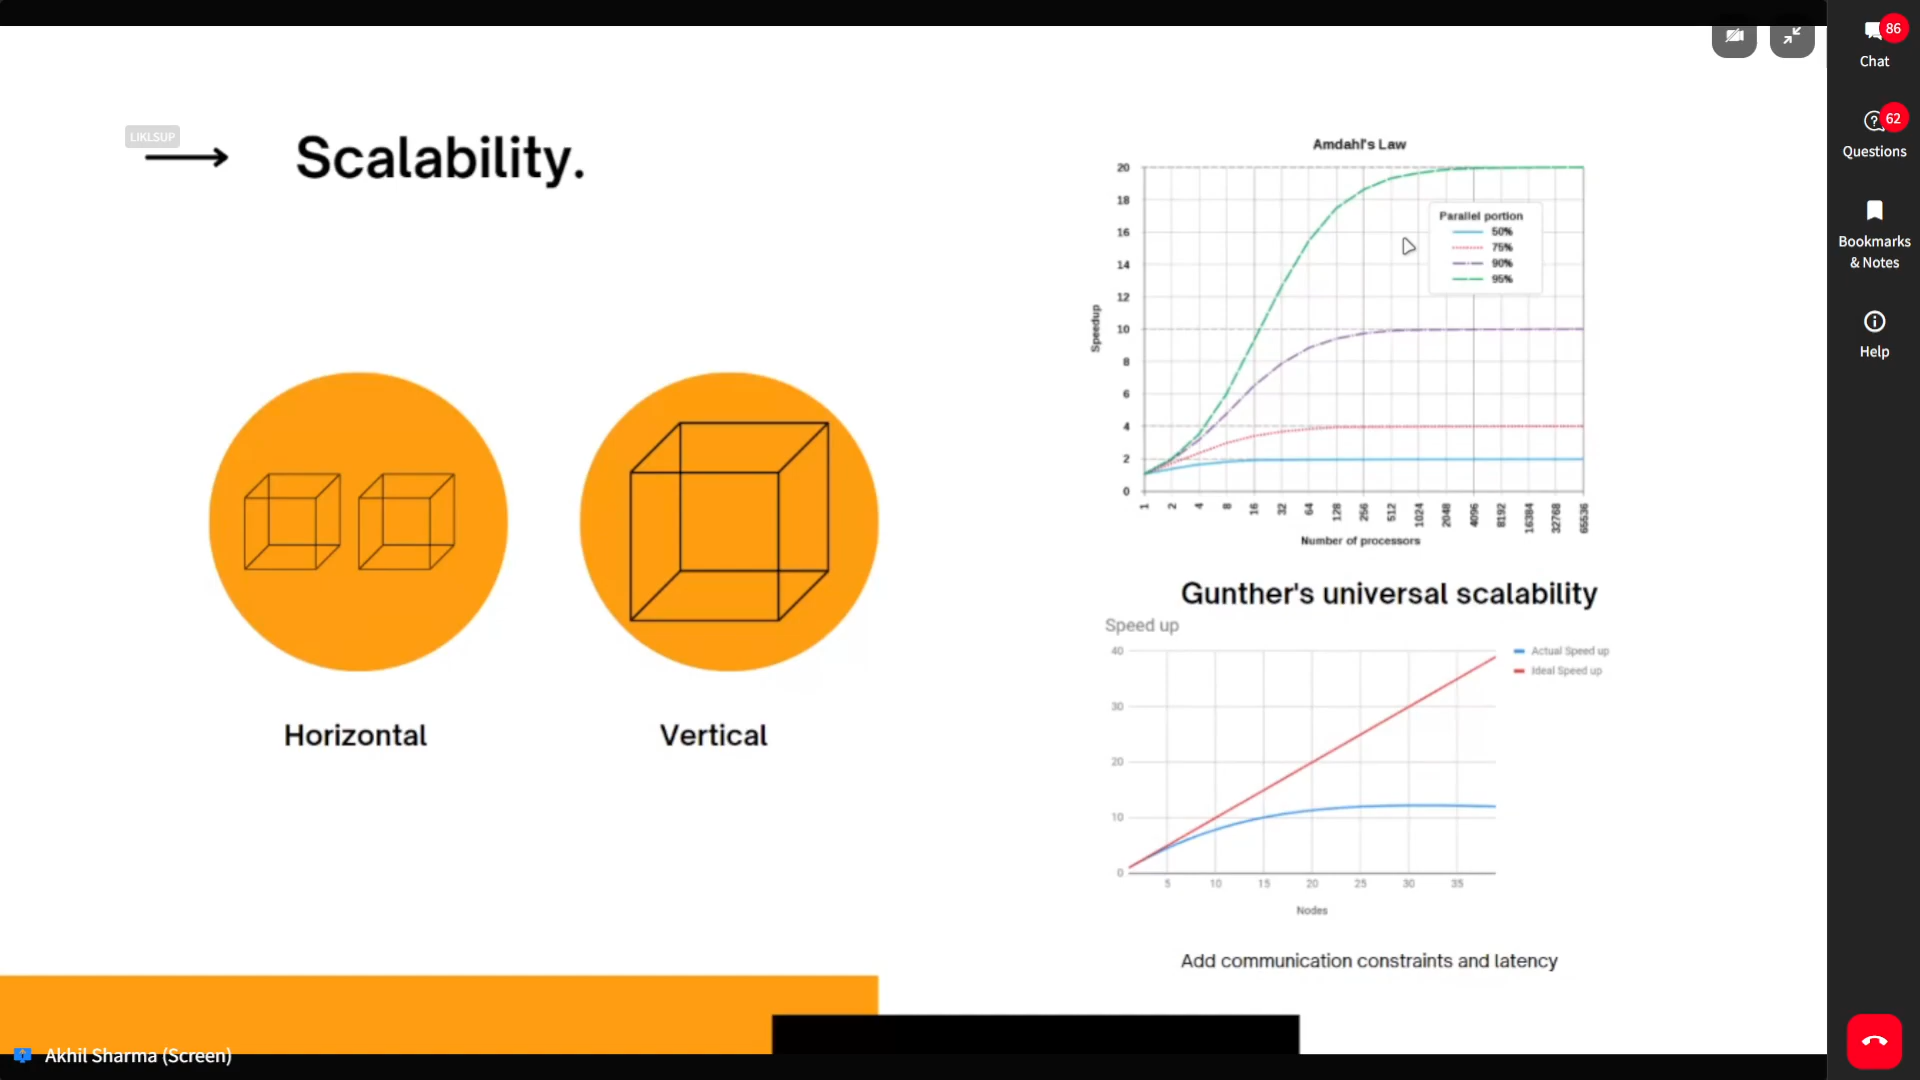 LIKLSUP
Scalability.
Horizontal
Vertical
Amdahl's Law
20
18
16
14
12
10
8
6
4
2
0
Speedup
Parallel portion
50%
75%
90%
95%
1
2
4
8
16
32
64
128
256
512
1024
2048
4096
8192
16384
32768
65536
Number of processors
Gunther's universal scalability
Speed up
40
30
20
10
0
Actual Speed up
Ideal Speed up
5
10
15
20
25
30
35
Nodes
Add communication constraints and latency
Akhil Sharma (Screen)
86
Chat
62
Questions
Bookmarks
& Notes
Help